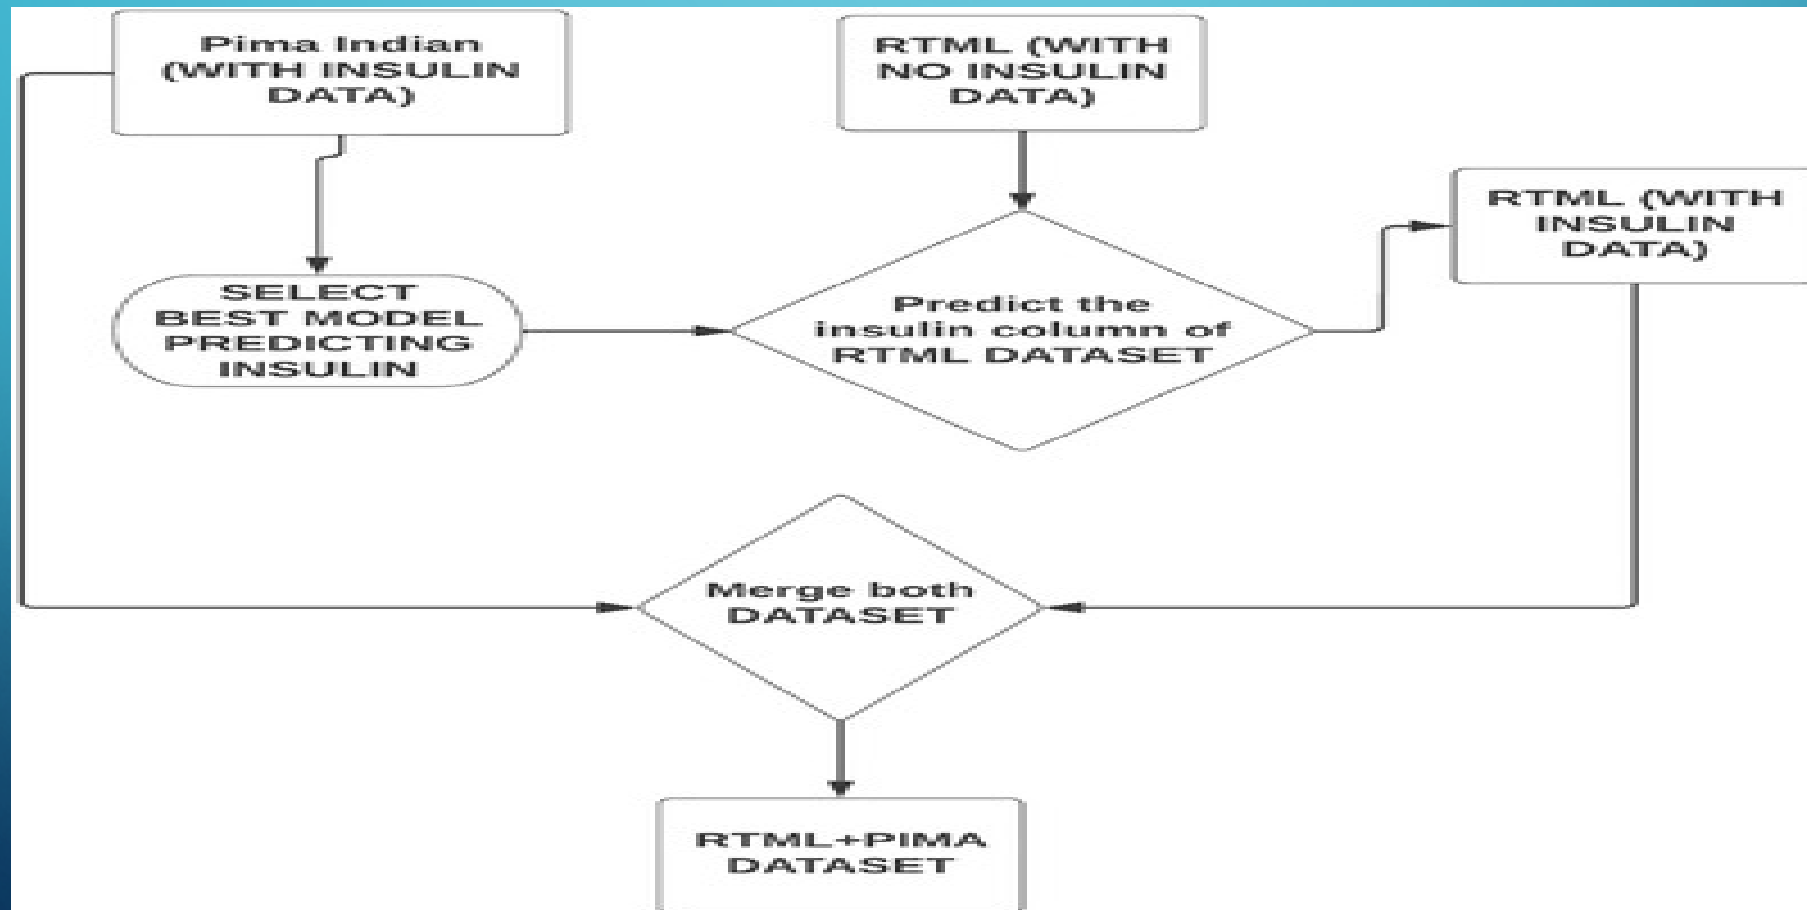 Pima Indian
(WITH INSULIN
DATA)
RTML (WITH
NO INSULIN
DATA)
RTML (WITH
INSULIN
DATA)
SELECT
BEST MODEL
PREDICTING
INSULIN
Predict the
insulin column of
RTML DATASET
Merge both
DATASET
RTML+PIMA
DATASET